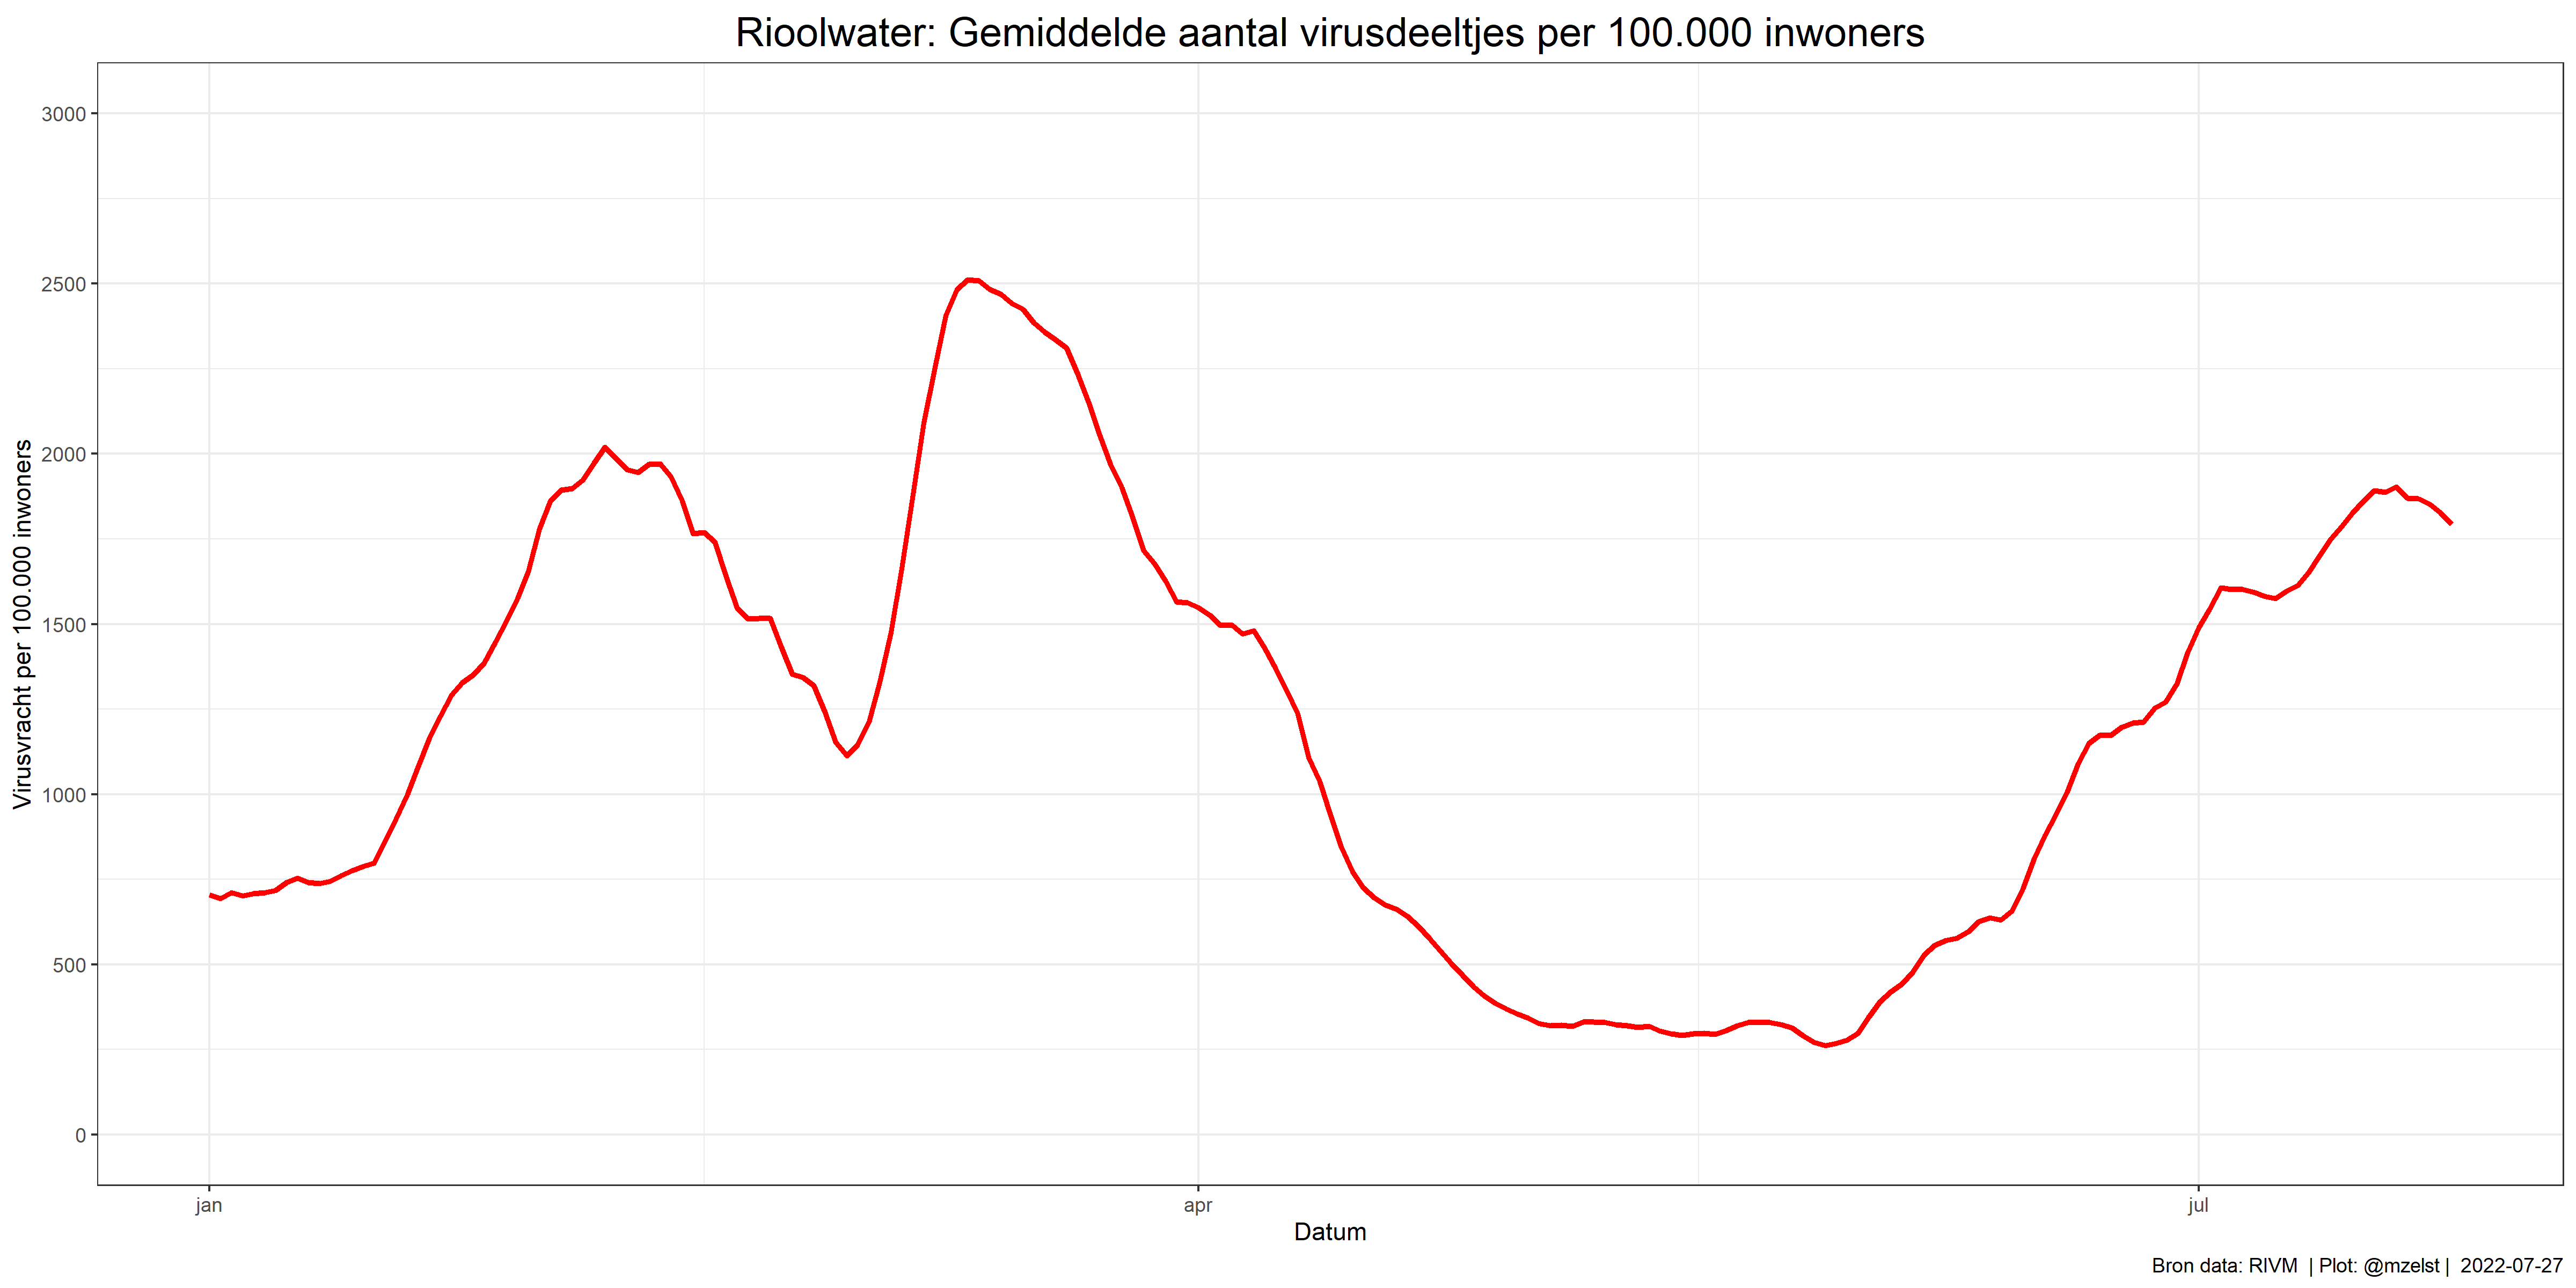 Rioolwater: Gemiddelde aantal virusdeeltjes per 100.000 inwoners
Virusvracht per 100.000 inwoners
3000
2500
2000
1500
1000
500
0
jan
apr
jul
Datum
Bron data: RIVM | Plot: @mzelst | 2022-07-27